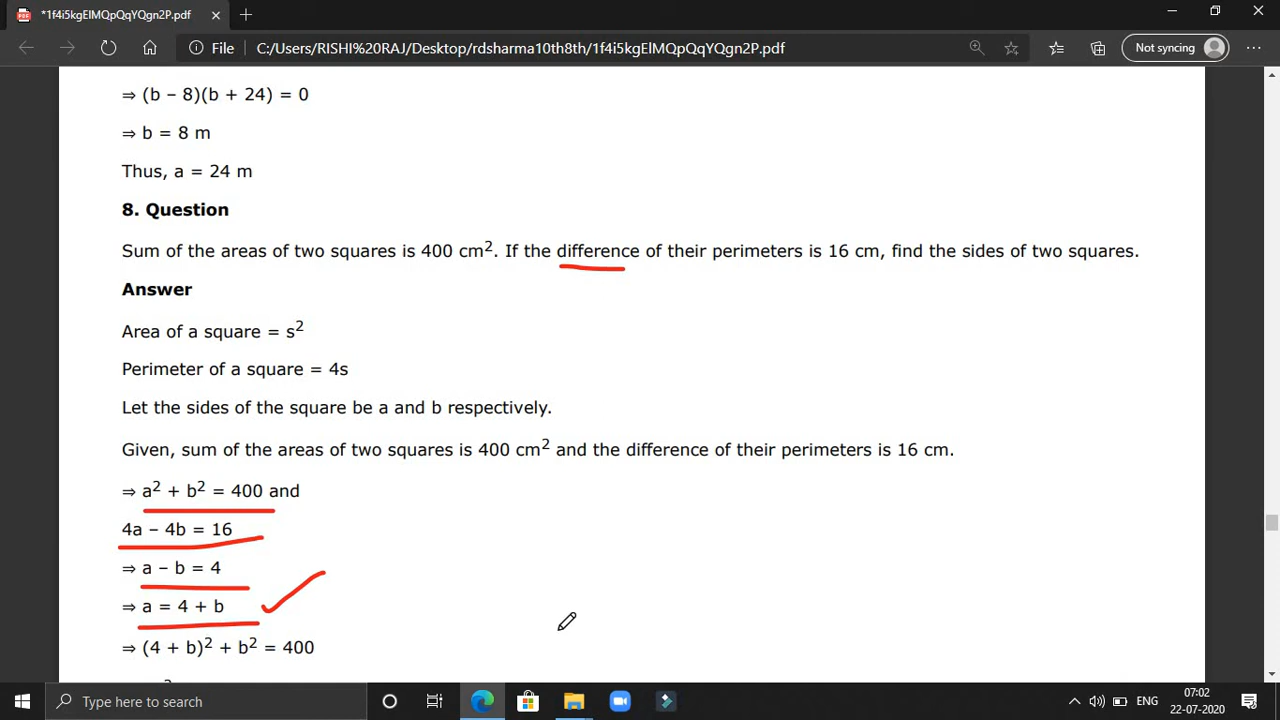 *1f4i5kgElMQpQqYQgn2P.pdf
File C:/Users/RISHI%20RAJ/Desktop/rdsharma10th8th/1f4i5kgElMQpQqYQgn2P.pdf Not syncing
⇒ (b – 8)(b + 24) = 0
⇒ b = 8 m
Thus, a = 24 m
8. Question
Sum of the areas of two squares is 400 cm². If the difference of their perimeters is 16 cm, find the sides of two squares.
Answer
Area of a square = s²
Perimeter of a square = 4s
Let the sides of the square be a and b respectively.
Given, sum of the areas of two squares is 400 cm² and the difference of their perimeters is 16 cm.
⇒ a² + b² = 400 and
4a – 4b = 16
⇒ a – b = 4
⇒ a = 4 + b
⇒ (4 + b)² + b² = 400
Type here to search ENG 07:02
22-07-2020